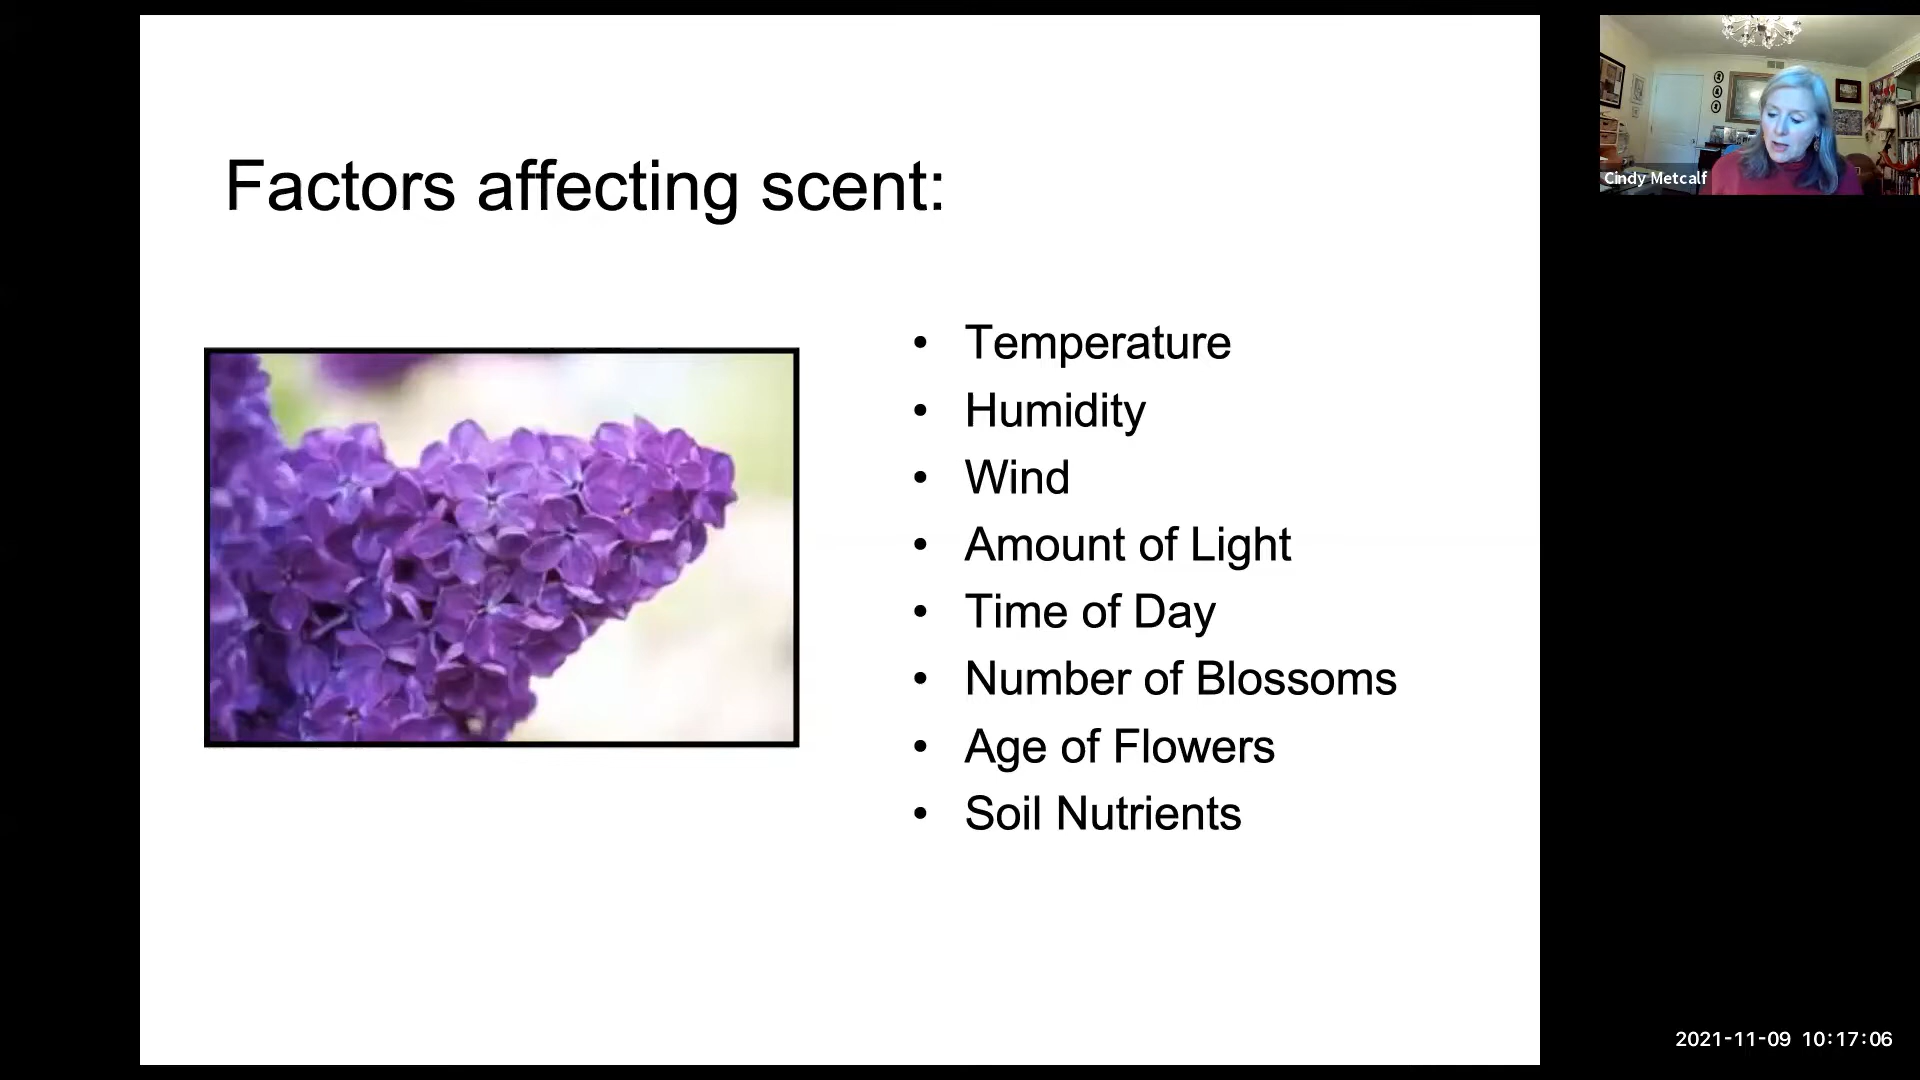 Factors affecting scent:
• Temperature
• Humidity
• Wind
• Amount of Light
• Time of Day
• Number of Blossoms
• Age of Flowers
• Soil Nutrients
Cindy Metcalf
2021-11-09 10:17:06